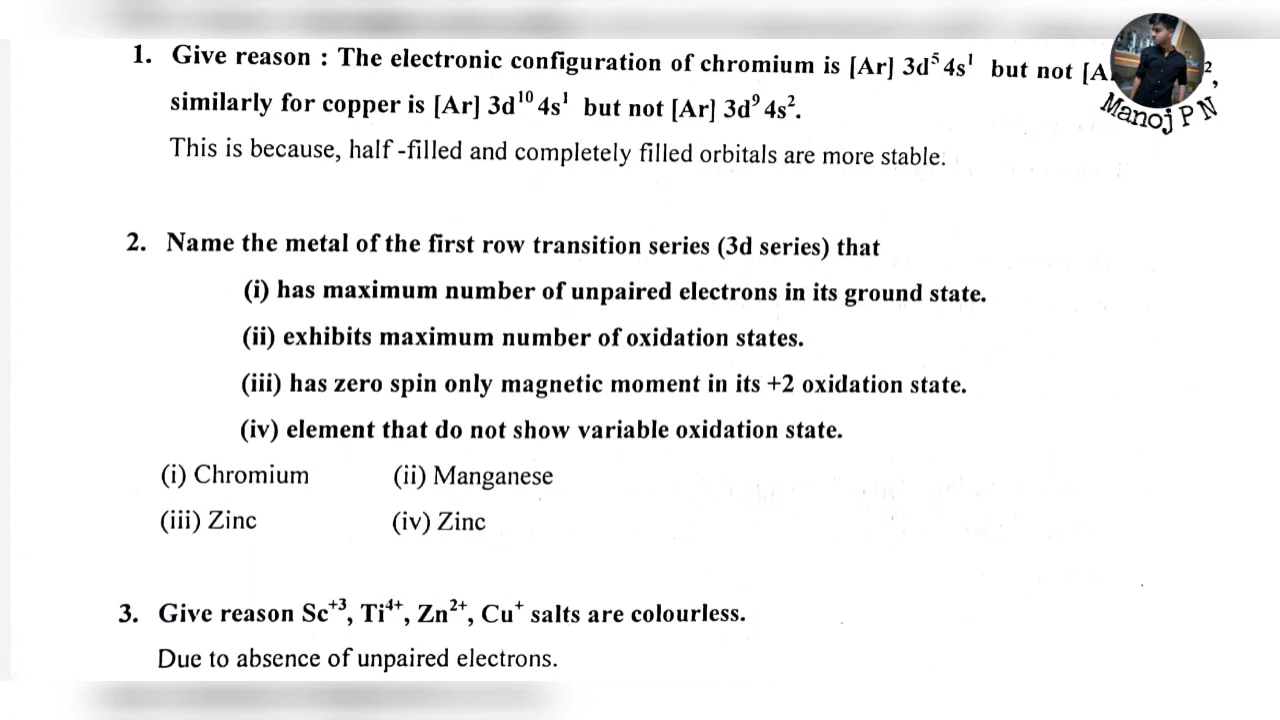 1. Give reason : The electronic configuration of chromium is [Ar] 3d⁵ 4s¹ but not [A ²,
similarly for copper is [Ar] 3d¹⁰ 4s¹ but not [Ar] 3d⁹ 4s².
This is because, half -filled and completely filled orbitals are more stable.
Manoj P N
2. Name the metal of the first row transition series (3d series) that
(i) has maximum number of unpaired electrons in its ground state.
(ii) exhibits maximum number of oxidation states.
(iii) has zero spin only magnetic moment in its +2 oxidation state.
(iv) element that do not show variable oxidation state.
(i) Chromium (ii) Manganese
(iii) Zinc (iv) Zinc
3. Give reason Sc⁺³, Ti⁴⁺, Zn²⁺, Cu⁺ salts are colourless.
Due to absence of unpaired electrons.